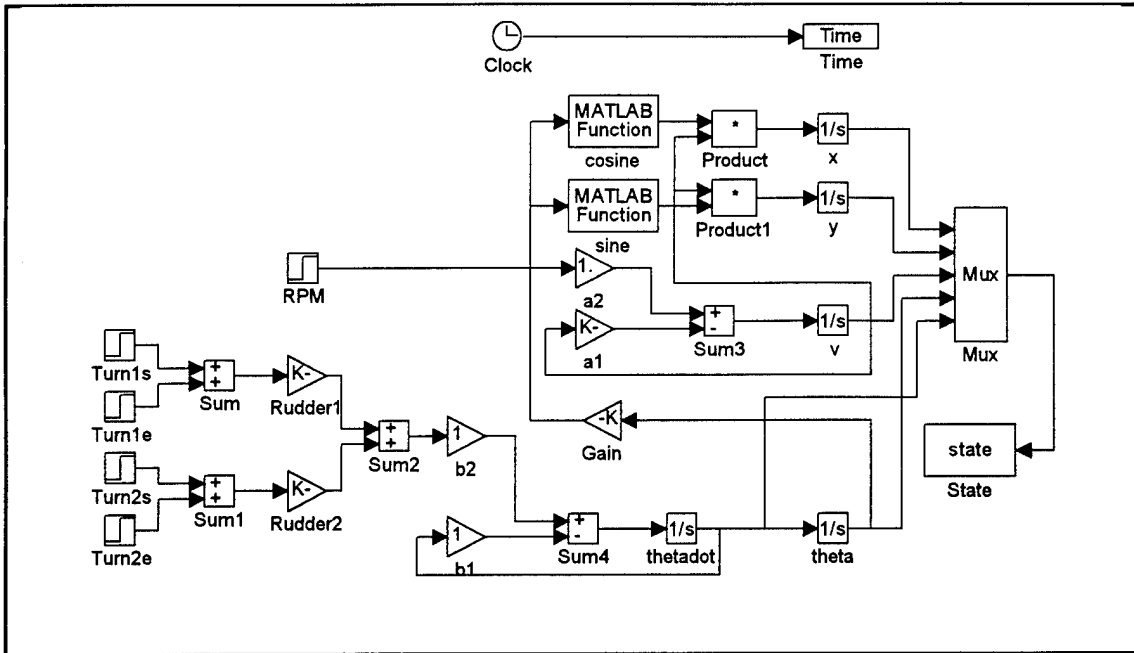 Time
Clock
Time
MATLAB
Function
cosine
*
Product
1/s
x
MATLAB
Function
sine
*
Product1
1/s
y
RPM
1.
a2
K-
a1
+
-
Sum3
1/s
v
Mux
Mux
Turn1s
Turn1e
+
+
Sum
K-
Rudder1
Turn2s
Turn2e
+
+
Sum1
K-
Rudder2
+
+
Sum2
1
b2
-K
Gain
state
State
1
b1
+
-
Sum4
1/s
thetadot
1/s
theta